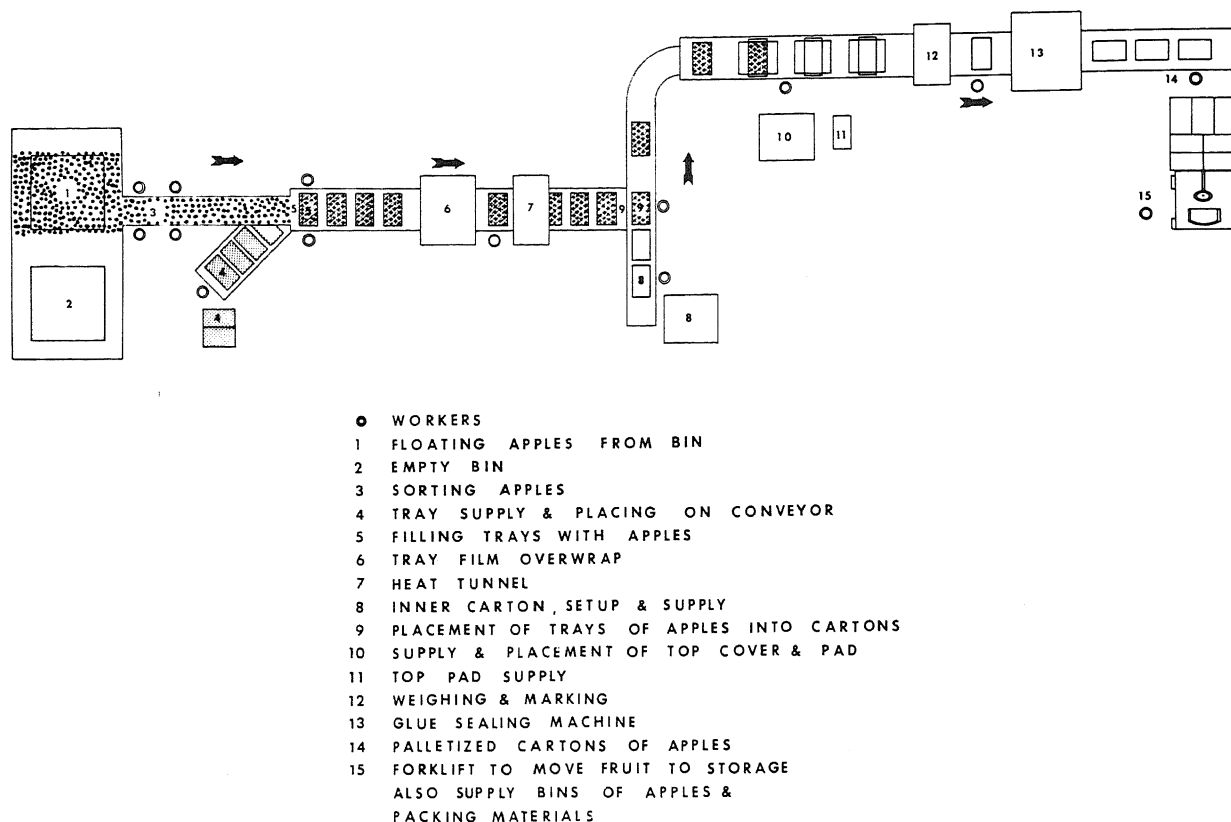 12
13
14
10
11
1
3
5
6
7
9
9
15
4
2
8
4
8
WORKERS
1 FLOATING APPLES FROM BIN
2 EMPTY BIN
3 SORTING APPLES
4 TRAY SUPPLY & PLACING ON CONVEYOR
5 FILLING TRAYS WITH APPLES
6 TRAY FILM OVERWRAP
7 HEAT TUNNEL
8 INNER CARTON, SETUP & SUPPLY
9 PLACEMENT OF TRAYS OF APPLES INTO CARTONS
10 SUPPLY & PLACEMENT OF TOP COVER & PAD
11 TOP PAD SUPPLY
12 WEIGHING & MARKING
13 GLUE SEALING MACHINE
14 PALLETIZED CARTONS OF APPLES
15 FORKLIFT TO MOVE FRUIT TO STORAGE
ALSO SUPPLY BINS OF APPLES &
PACKING MATERIALS